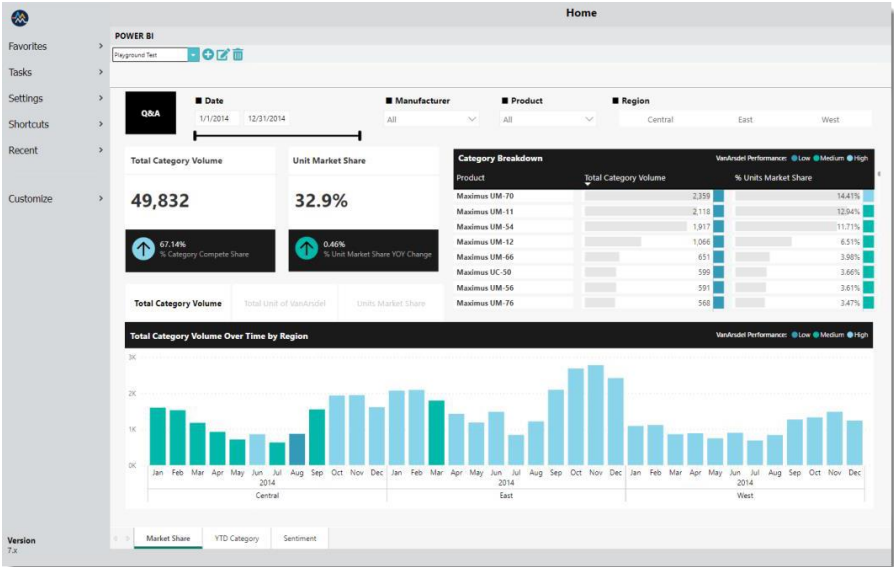 Home
POWER BI
Favorites
Playground Test
Tasks
Settings
Shortcuts
Recent
Customize
Q&A
Date
1/1/2014 12/31/2014
Manufacturer
All
Product
All
Region
Central East West
Total Category Volume
49,832
67.14%
% Category Compete Share
Unit Market Share
32.9%
0.46%
% Unit Market Share YOY Change
Category Breakdown VanArsdel Performance: Low Medium High
Product Total Category Volume % Units Market Share
Maximus UM-70 2,359 14.41%
Maximus UM-11 2,118 12.94%
Maximus UM-54 1,917 11.71%
Maximus UM-12 1,066 6.51%
Maximus UM-66 651 3.98%
Maximus UC-50 599 3.66%
Maximus UM-56 591 3.61%
Maximus UM-76 568 3.47%
Total Category Volume Total Unit of VanArsdel Units Market Share
Total Category Volume Over Time by Region VanArsdel Performance: Low Medium High
3K
2K
1K
0K
Jan Feb Mar Apr May Jun Jul Aug Sep Oct Nov Dec Jan Feb Mar Apr May Jun Jul Aug Sep Oct Nov Dec Jan Feb Mar Apr May Jun Jul Aug Sep Oct Nov Dec
2014 2014 2014
Central East West
Market Share YTD Category Sentiment
Version
7.x